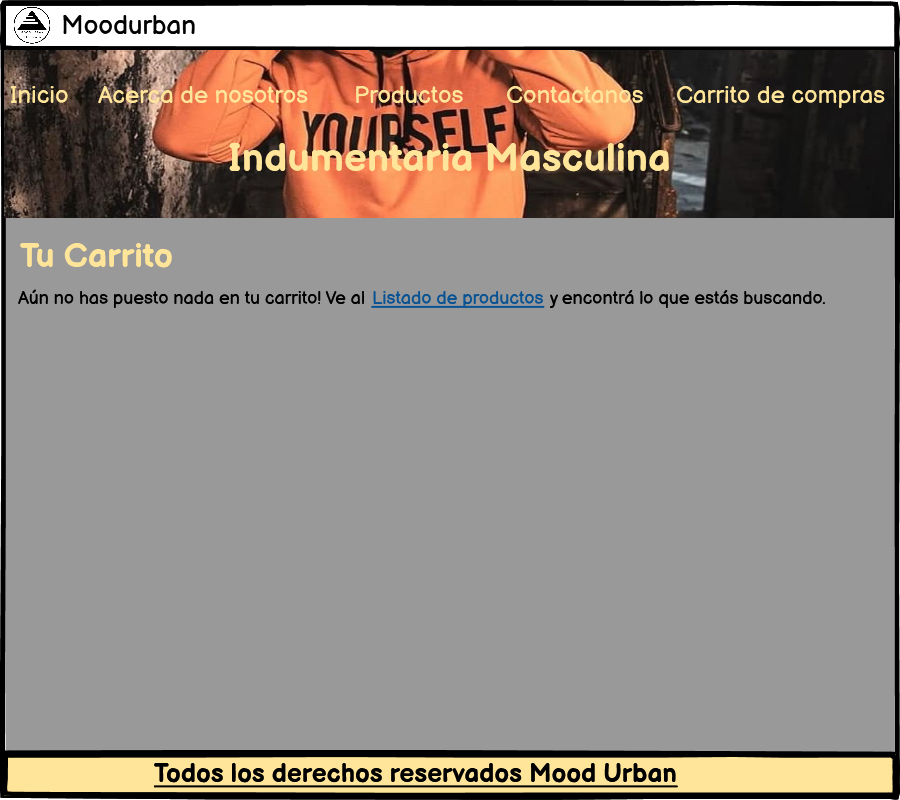 Moodurban
Inicio Acerca de nosotros Productos Contactanos Carrito de compras
YOURSELF
Indumentaria Masculina
Tu Carrito
Aún no has puesto nada en tu carrito! Ve al Listado de productos y encontrá lo que estás buscando.
Todos los derechos reservados Mood Urban